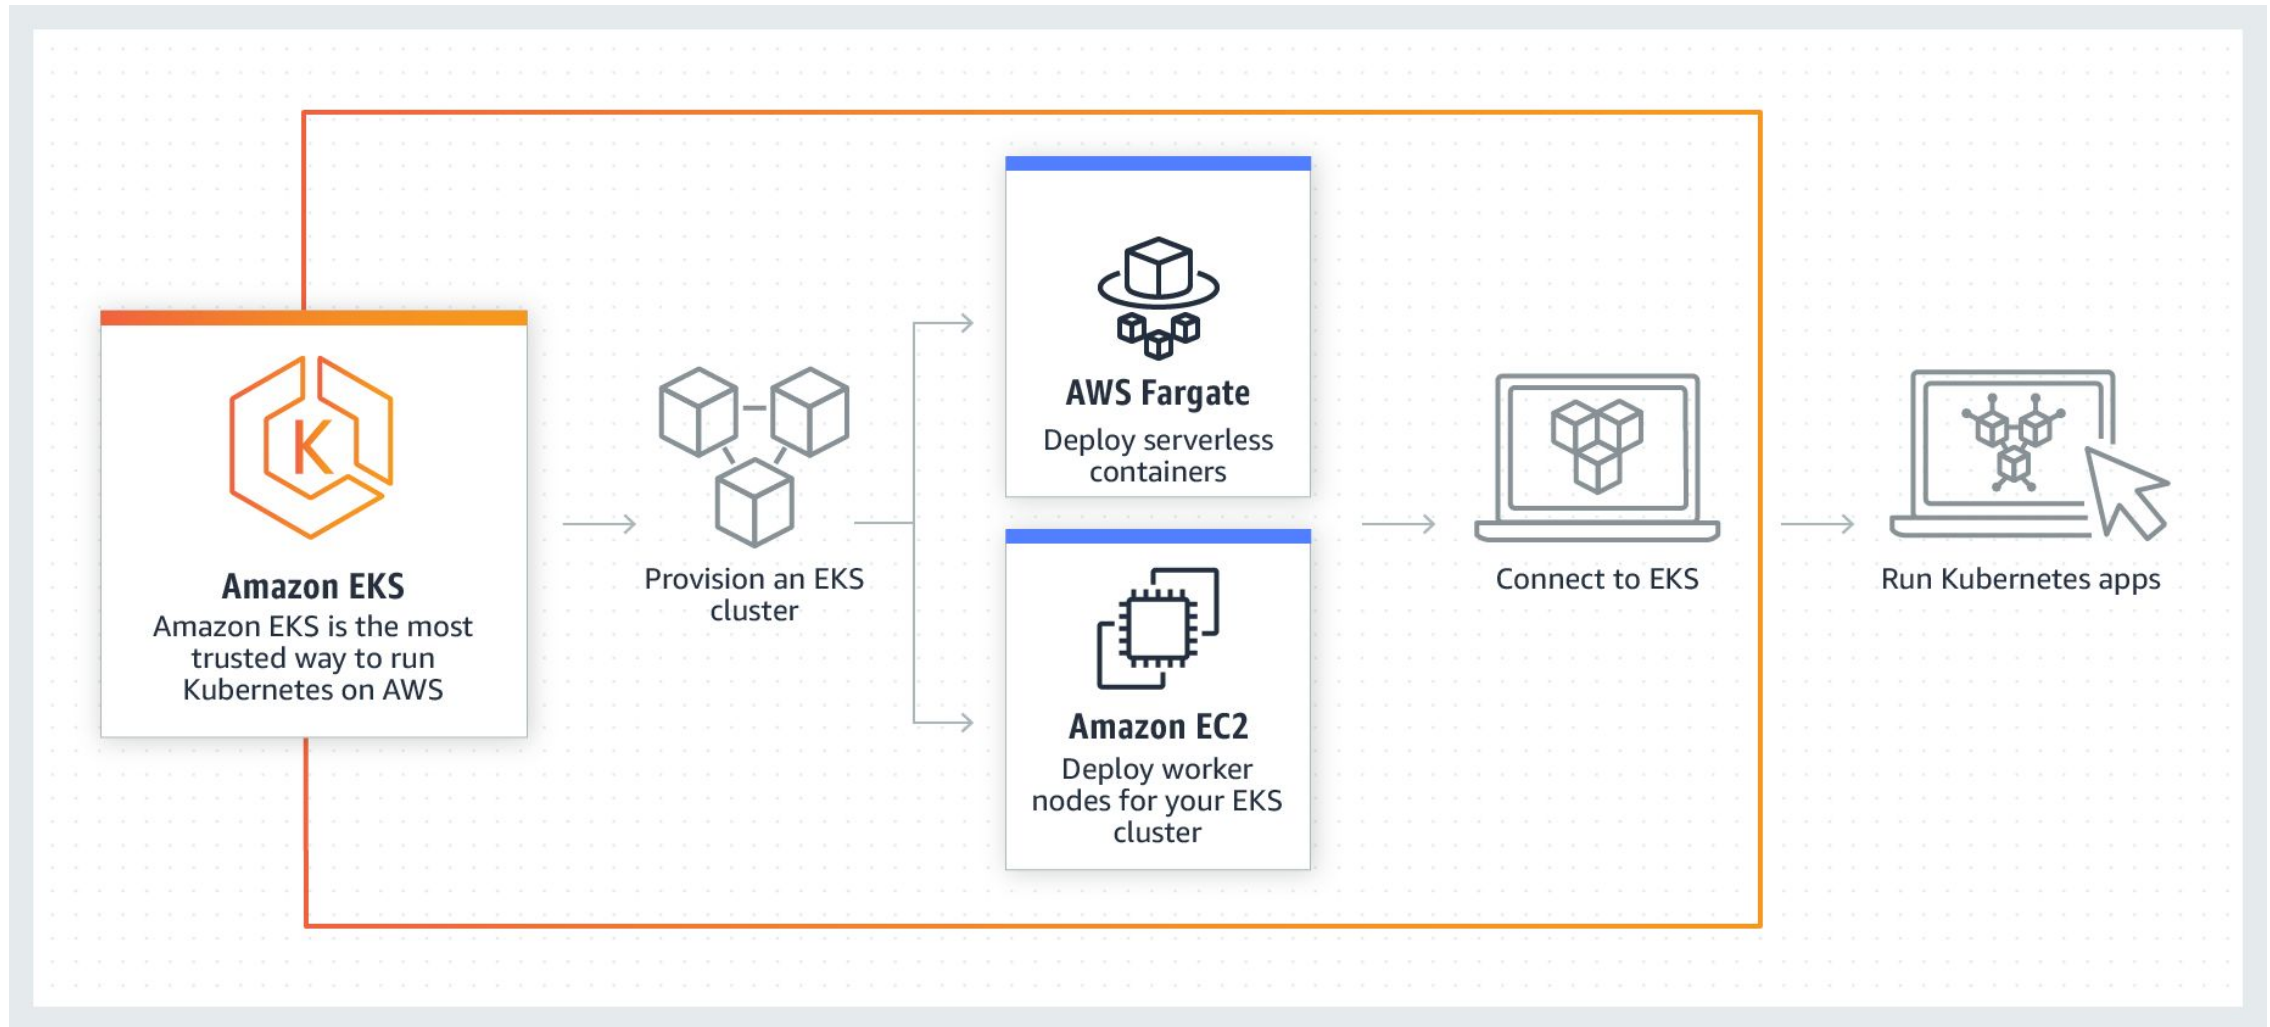 K
Amazon EKS
Amazon EKS is the most
trusted way to run
Kubernetes on AWS
Provision an EKS
cluster
AWS Fargate
Deploy serverless
containers
Amazon EC2
Deploy worker
nodes for your EKS
cluster
Connect to EKS
Run Kubernetes apps